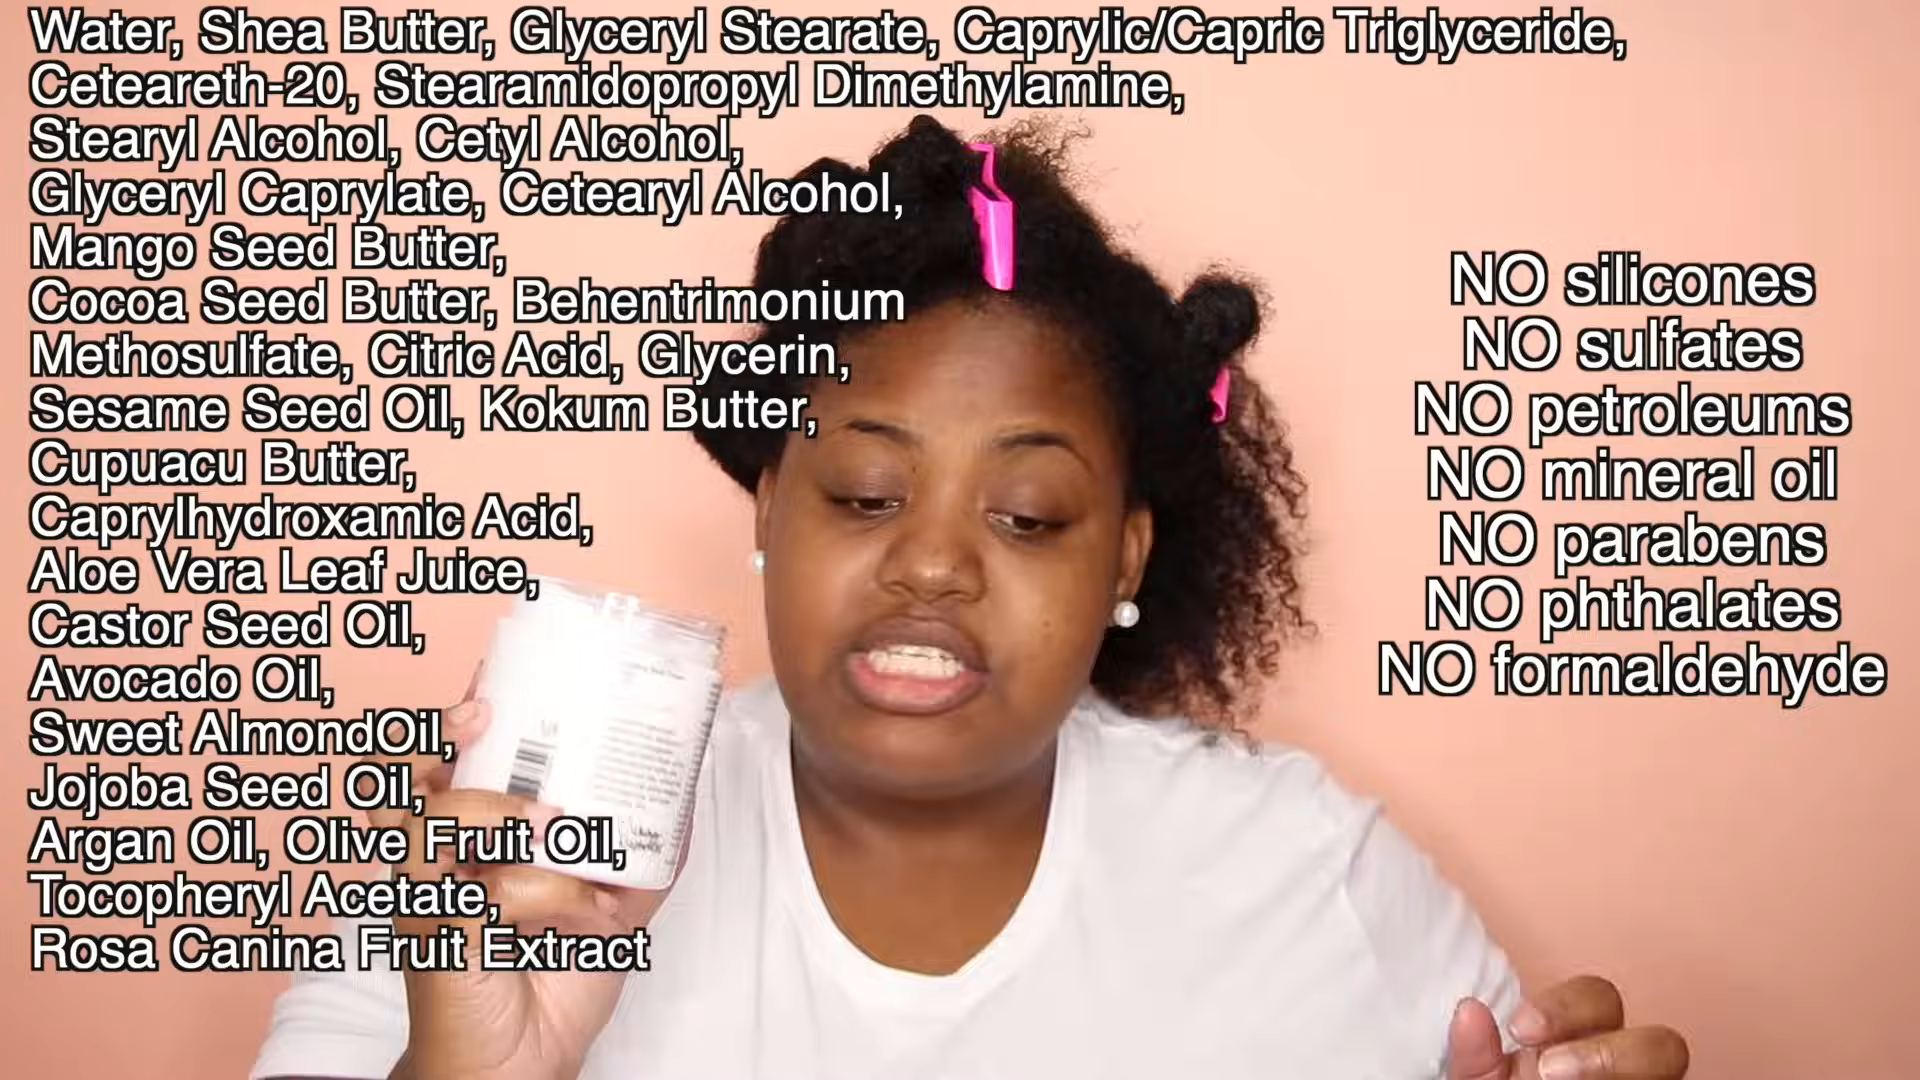 Water, Shea Butter, Glyceryl Stearate, Caprylic/Capric Triglyceride,
Ceteareth-20, Stearamidopropyl Dimethylamine,
Stearyl Alcohol, Cetyl Alcohol,
Glyceryl Caprylate, Cetearyl Alcohol,
Mango Seed Butter,
Cocoa Seed Butter, Behentrimonium
Methosulfate, Citric Acid, Glycerin,
Sesame Seed Oil, Kokum Butter,
Cupuacu Butter,
Caprylhydroxamic Acid,
Aloe Vera Leaf Juice,
Castor Seed Oil,
Avocado Oil,
Sweet AlmondOil,
Jojoba Seed Oil,
Argan Oil, Olive Fruit Oil,
Tocopheryl Acetate,
Rosa Canina Fruit Extract
NO silicones
NO sulfates
NO petroleums
NO mineral oil
NO parabens
NO phthalates
NO formaldehyde